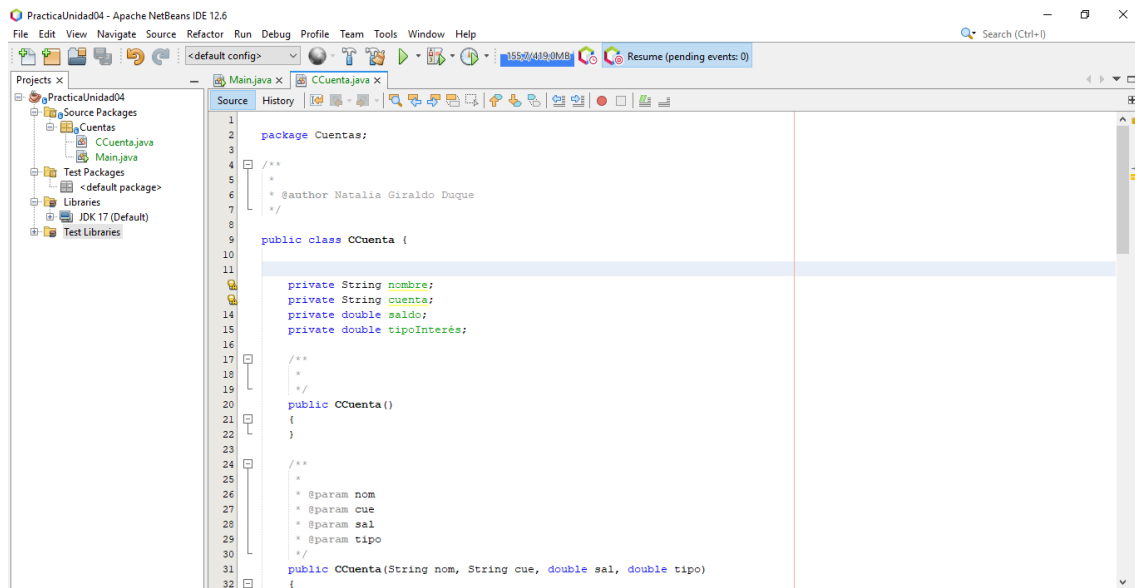 PracticaUnidad04 - Apache NetBeans IDE 12.6
File Edit View Navigate Source Refactor Run Debug Profile Team Tools Window Help
Search (Ctrl+I)
<default config>
155,7/419,0MB
Resume (pending events: 0)
Projects
Main.java
CCuenta.java
PracticaUnidad04
Source Packages
Cuentas
CCuenta.java
Main.java
Test Packages
<default package>
Libraries
JDK 17 (Default)
Test Libraries
Source History
1
2 package Cuentas;
3
4 /**
5 *
6 * @author Natalia Giraldo Duque
7 */
8
9 public class CCuenta {
10
11
private String nombre;
private String cuenta;
14 private double saldo;
15 private double tipoInterés;
16
17 /**
18 *
19 */
20 public CCuenta()
21 {
22 }
23
24 /**
25 *
26 * @param nom
27 * @param cue
28 * @param sal
29 * @param tipo
30 */
31 public CCuenta(String nom, String cue, double sal, double tipo)
32 {